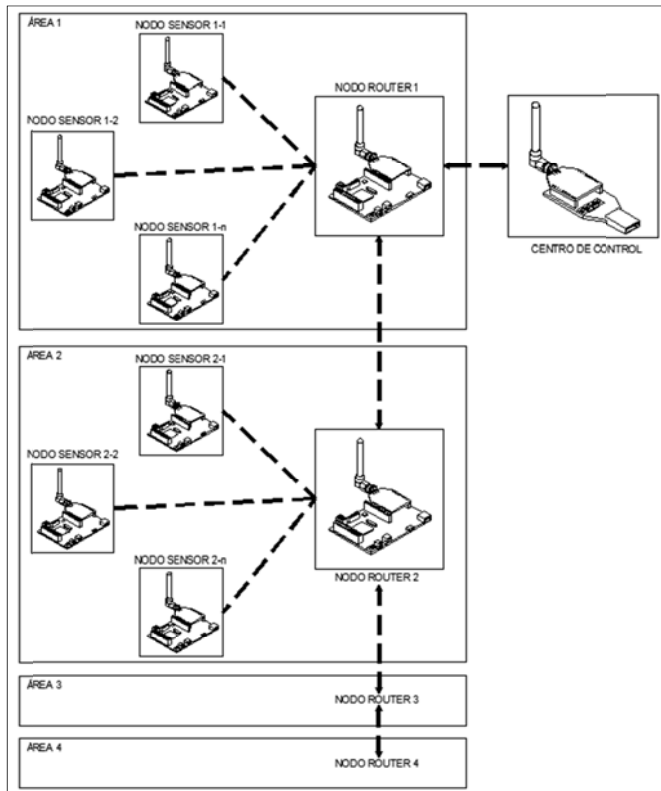 ÁREA 1
NODO SENSOR 1-1
NODO SENSOR 1-2
NODO SENSOR 1-n
NODO ROUTER 1
CENTRO DE CONTROL
ÁREA 2
NODO SENSOR 2-1
NODO SENSOR 2-2
NODO SENSOR 2-n
NODO ROUTER 2
ÁREA 3
NODO ROUTER 3
ÁREA 4
NODO ROUTER 4